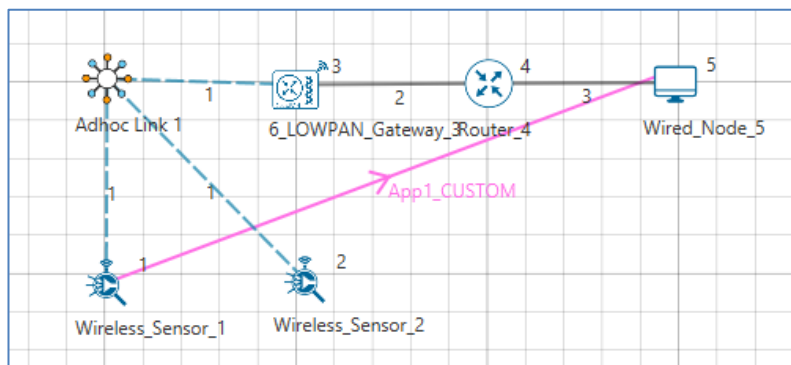 3
4
5
1
2
3
Adhoc Link 1
6_LOWPAN_Gateway_3
Router_4
Wired_Node_5
1
1
App1_CUSTOM
1
2
Wireless_Sensor_1
Wireless_Sensor_2